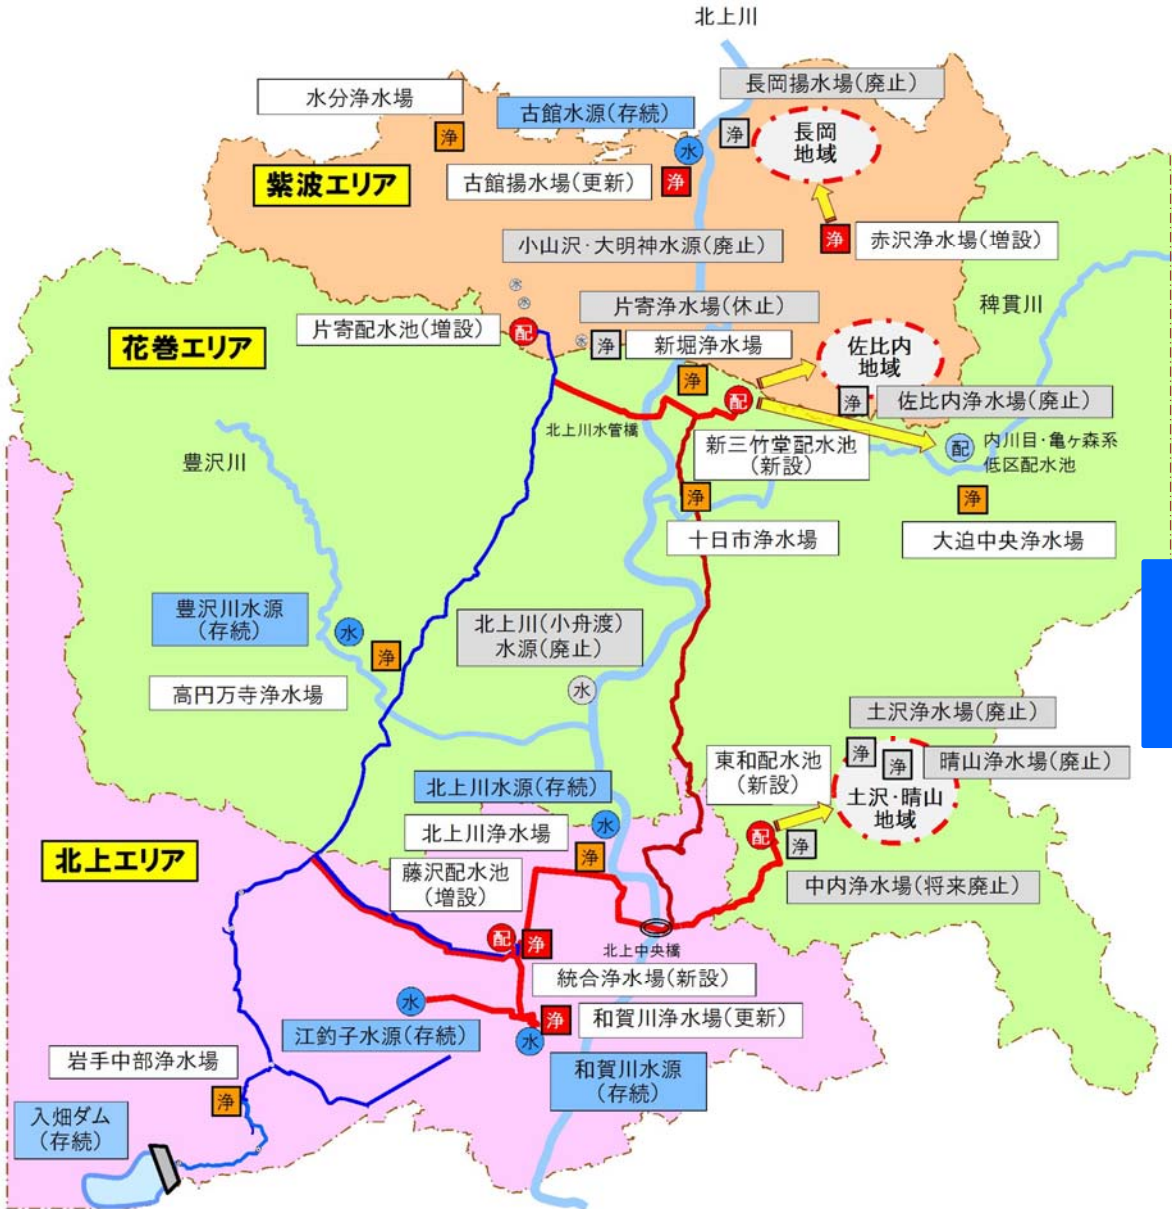 北上川
長岡揚水場(廃止)
水分浄水場
古館水源(存続)
浄
浄
水
長岡
地域
紫波エリア
古館揚水場(更新)
浄
浄
赤沢浄水場(増設)
小山沢・大明神水源(廃止)
水
水
片寄浄水場(休止)
稗貫川
花巻エリア
片寄配水池(増設)
配
水
浄
新堀浄水場
佐比内
地域
浄
配
浄
佐比内浄水場(廃止)
北上川水管橋
豊沢川
新三竹堂配水池
(新設)
配
内川目・亀ヶ森系
低区配水池
浄
浄
十日市浄水場
大迫中央浄水場
豊沢川水源
(存続)
水
浄
北上川(小舟渡)
水源(廃止)
高円万寺浄水場
水
土沢浄水場(廃止)
浄
浄
晴山浄水場(廃止)
東和配水池
(新設)
土沢・晴山
地域
北上川水源(存続)
北上川浄水場
水
浄
配
浄
北上エリア
藤沢配水池
(増設)
中内浄水場(将来廃止)
配
浄
北上中央橋
統合浄水場(新設)
水
江釣子水源(存続)
浄
水
和賀川浄水場(更新)
岩手中部浄水場
和賀川水源
(存続)
浄
入畑ダム
(存続)